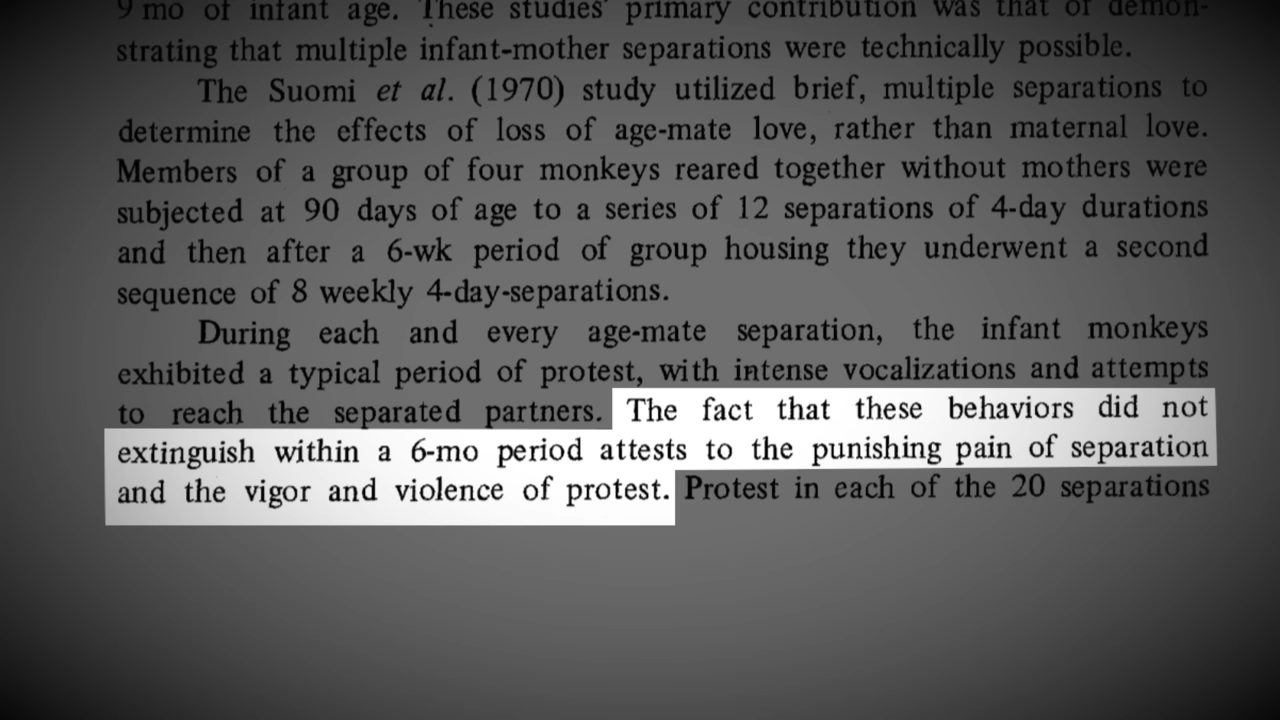 9 mo of infant age. These studies' primary contribution was that of demon-
strating that multiple infant-mother separations were technically possible.
The Suomi et al. (1970) study utilized brief, multiple separations to
determine the effects of loss of age-mate love, rather than maternal love.
Members of a group of four monkeys reared together without mothers were
subjected at 90 days of age to a series of 12 separations of 4-day durations
and then after a 6-wk period of group housing they underwent a second
sequence of 8 weekly 4-day-separations.
During each and every age-mate separation, the infant monkeys
exhibited a typical period of protest, with intense vocalizations and attempts
to reach the separated partners. The fact that these behaviors did not
extinguish within a 6-mo period attests to the punishing pain of separation
and the vigor and violence of protest. Protest in each of the 20 separations